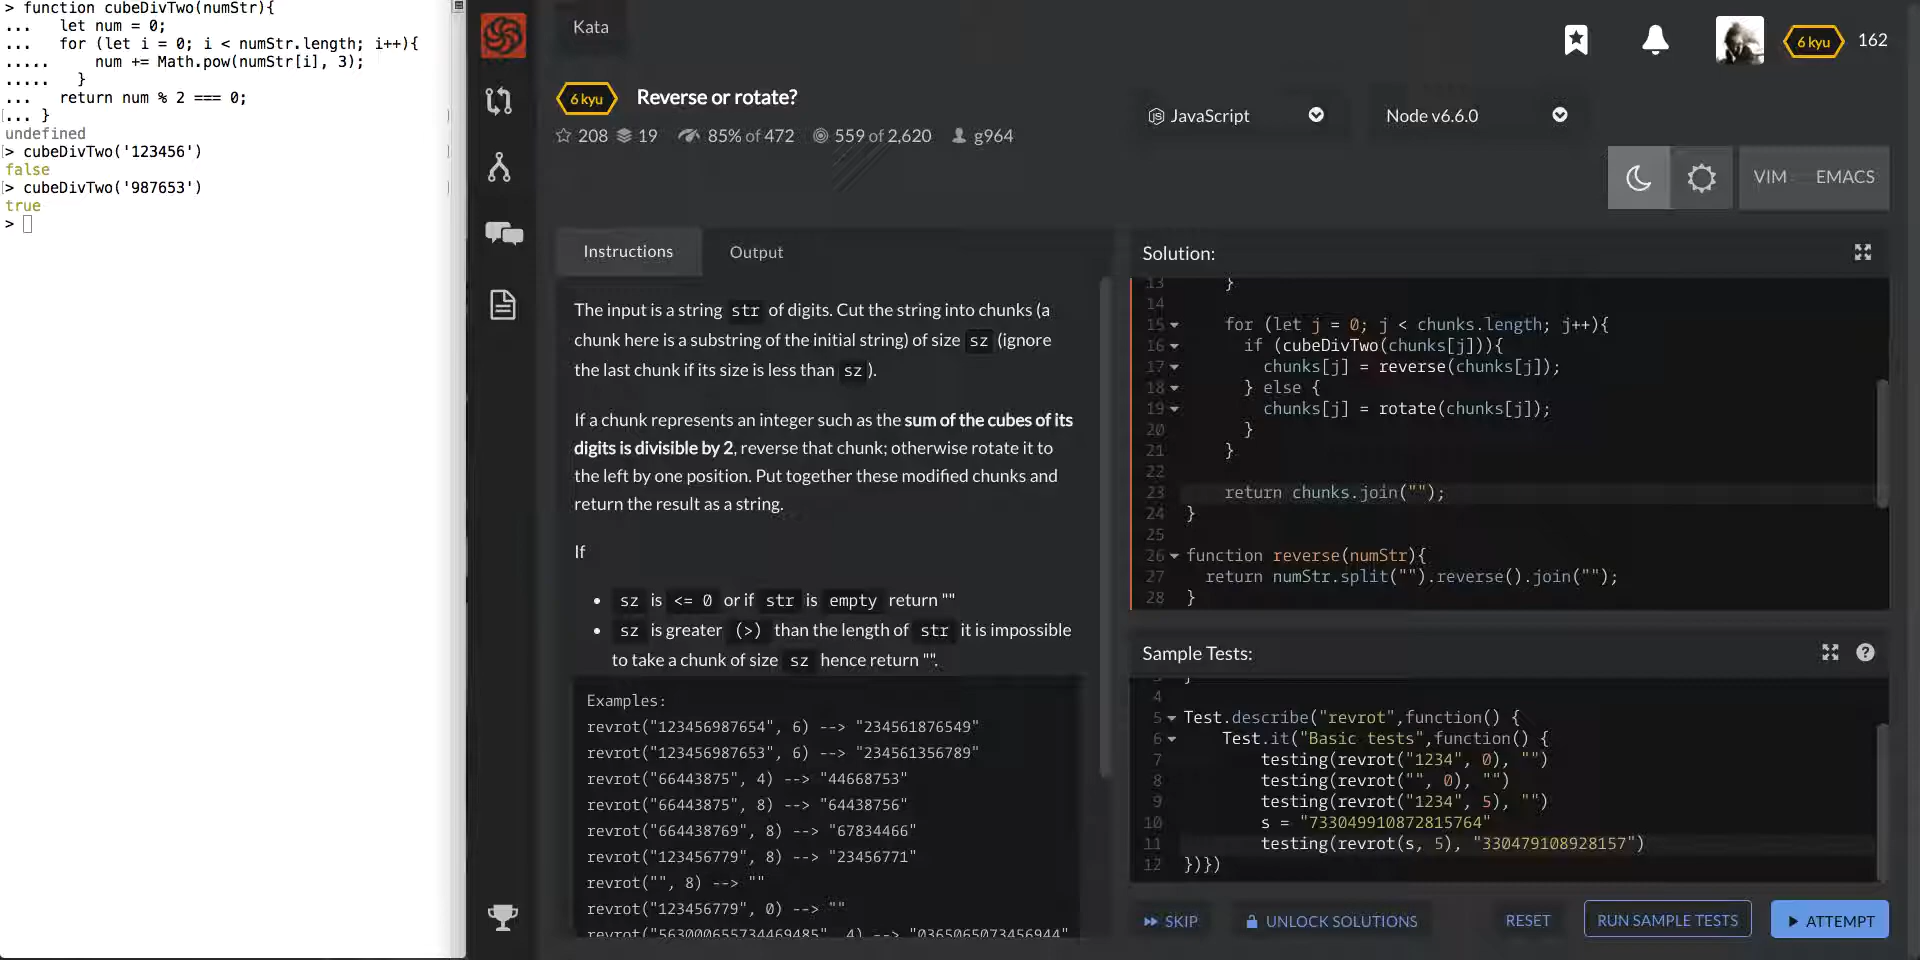 > function cubeDivTwo(numStr){
...   let num = 0;
...   for (let i = 0; i < numStr.length; i++){
.....     num += Math.pow(numStr[i], 3);
.....   }
...   return num % 2 === 0;
... }
undefined
> cubeDivTwo('123456')
false
> cubeDivTwo('987653')
true
>
Kata
6 kyu 162
6 kyu Reverse or rotate?
208 19 85% of 472 559 of 2,620 g964
JavaScript
Node v6.6.0
VIM EMACS
Instructions Output
The input is a string str of digits. Cut the string into chunks (a
chunk here is a substring of the initial string) of size sz (ignore
the last chunk if its size is less than sz ).
If a chunk represents an integer such as the sum of the cubes of its
digits is divisible by 2, reverse that chunk; otherwise rotate it to
the left by one position. Put together these modified chunks and
return the result as a string.
If
• sz is <= 0 or if str is empty return ""
• sz is greater (>) than the length of str it is impossible
to take a chunk of size sz hence return "".
Examples:
revrot("123456987654", 6) --> "234561876549"
revrot("123456987653", 6) --> "234561356789"
revrot("66443875", 4) --> "44668753"
revrot("66443875", 8) --> "64438756"
revrot("664438769", 8) --> "67834466"
revrot("123456779", 8) --> "23456771"
revrot("", 8) --> ""
revrot("123456779", 0) --> ""
revrot("563000655734469485", 4) --> "0365065073456944"
Solution:
13     }
14
15     for (let j = 0; j < chunks.length; j++){
16       if (cubeDivTwo(chunks[j])){
17         chunks[j] = reverse(chunks[j]);
18       } else {
19         chunks[j] = rotate(chunks[j]);
20       }
21     }
22
23     return chunks.join("");
24 }
25
26 function reverse(numStr){
27   return numStr.split("").reverse().join("");
28 }
Sample Tests:
4
5 Test.describe("revrot",function() {
6     Test.it("Basic tests",function() {
7         testing(revrot("1234", 0), "")
8         testing(revrot("", 0), "")
9         testing(revrot("1234", 5), "")
10         s = "733049910872815764"
11         testing(revrot(s, 5), "330479108928157")
12 })})
SKIP UNLOCK SOLUTIONS RESET RUN SAMPLE TESTS ATTEMPT